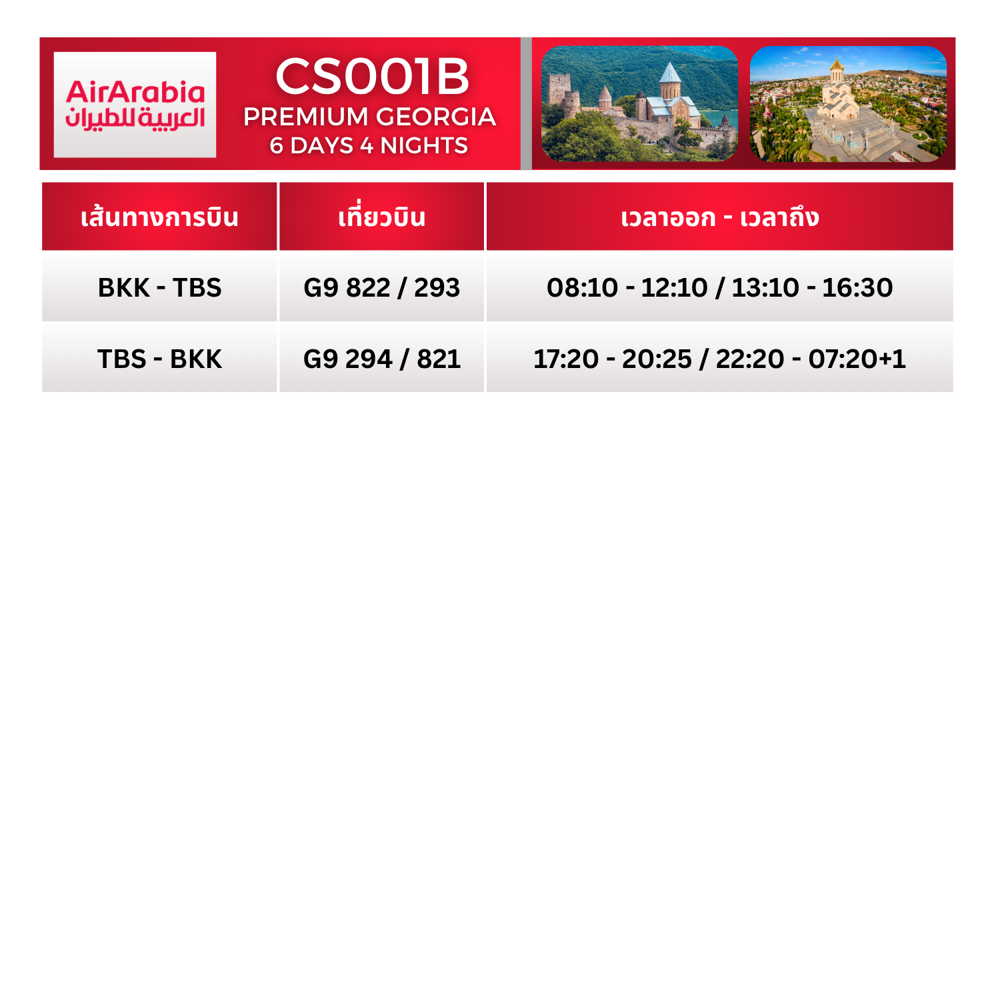 AirArabia
العربية للطيران
CS001B
PREMIUM GEORGIA
6 DAYS 4 NIGHTS
เส้นทางการบิน เที่ยวบิน เวลาออก - เวลาถึง
BKK - TBS G9 822 / 293 08:10 - 12:10 / 13:10 - 16:30
TBS - BKK G9 294 / 821 17:20 - 20:25 / 22:20 - 07:20+1